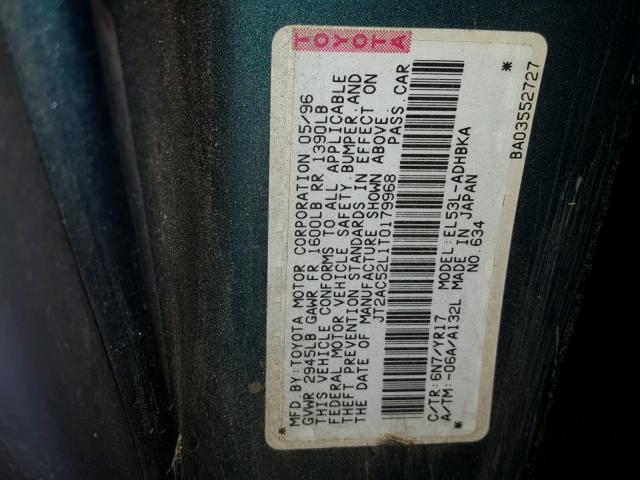 TOYOTA
MFD.BY:TOYOTA MOTOR CORPORATION 05/96
GVWR 2945LB GAWR FR 1600LB RR 1390LB
THIS VEHICLE CONFORMS TO ALL APPLICABLE
FEDERAL MOTOR VEHICLE SAFETY, BUMPER,AND
THEFT PREVENTION STANDARDS IN EFFECT ON
THE DATE OF MANUFACTURE SHOWN ABOVE.
JT2AC52L1T0179968 PASS.CAR
C/TR:6N7/YR17 MODEL:EL53L-ADHBKA
A/TM:-06A/A132L MADE IN JAPAN
NO.634
* BA03552727 *
*